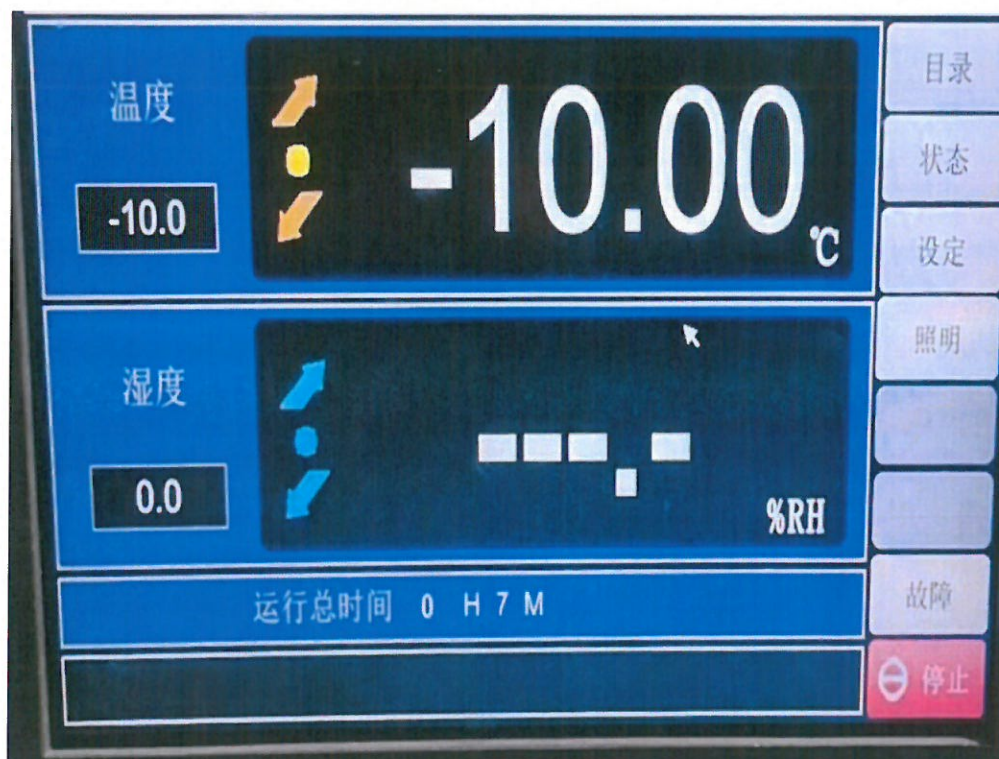 温度
-10.0
-10.00
℃
目录
状态
设定
照明
湿度
0.0
---.-
%RH
运行总时间 0 H 7 M
故障
停止